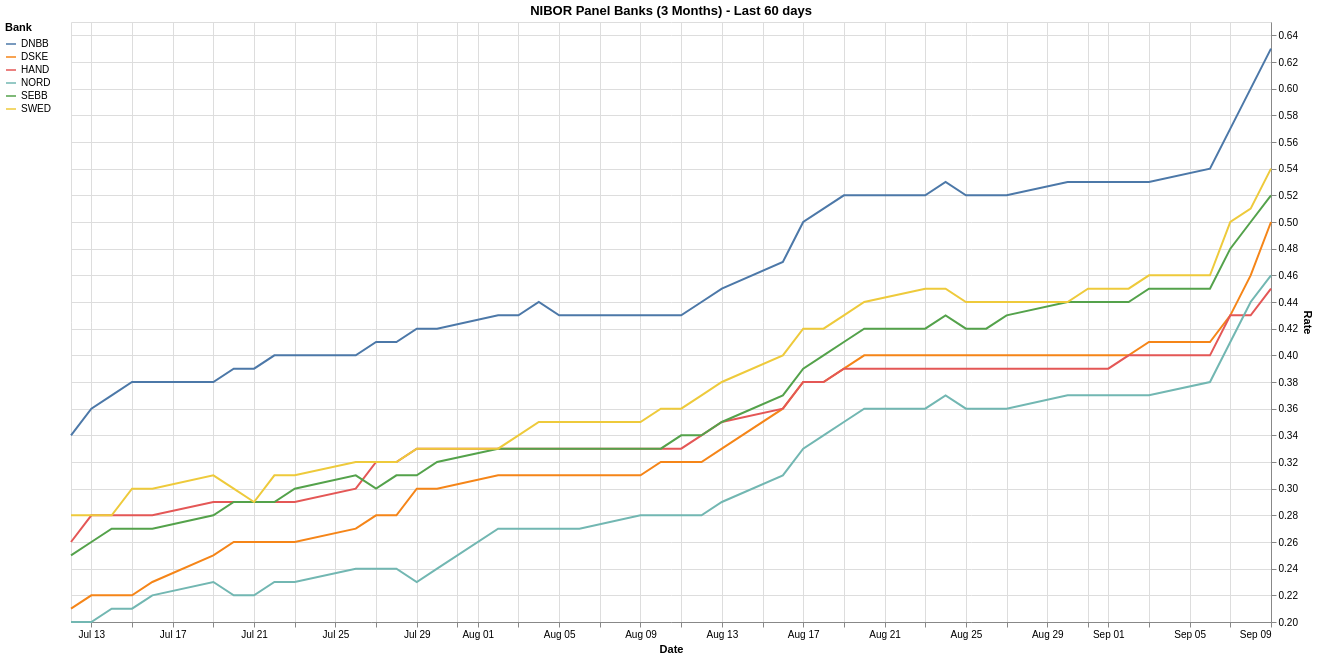 NIBOR Panel Banks (3 Months) - Last 60 days
Bank
DNBB
DSKE
HAND
NORD
SEBB
SWED
0.64
0.62
0.60
0.58
0.56
0.54
0.52
0.50
0.48
0.46
0.44
0.42
0.40
0.38
0.36
0.34
0.32
0.30
0.28
0.26
0.24
0.22
0.20
Rate
Jul 13 Jul 17 Jul 21 Jul 25 Jul 29 Aug 01 Aug 05 Aug 09 Aug 13 Aug 17 Aug 21 Aug 25 Aug 29 Sep 01 Sep 05 Sep 09
Date